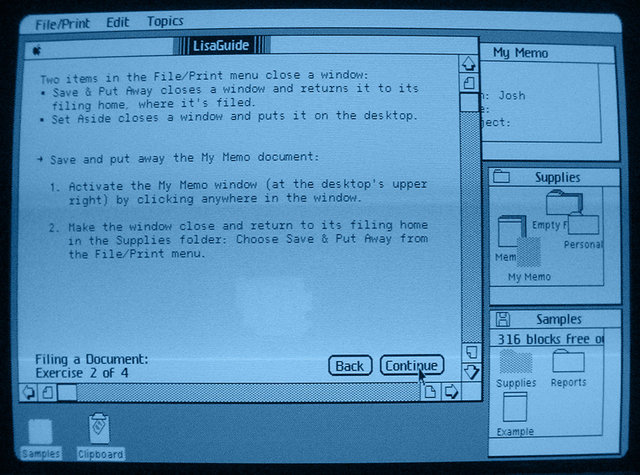 File/Print Edit Topics
LisaGuide
Two items in the File/Print menu close a window:
• Save & Put Away closes a window and returns it to its
filing home, where it's filed.
• Set Aside closes a window and puts it on the desktop.
→ Save and put away the My Memo document:
1. Activate the My Memo window (at the desktop's upper
right) by clicking anywhere in the window.
2. Make the window close and return to its filing home
in the Supplies folder: Choose Save & Put Away from
the File/Print menu.
Filing a Document:
Exercise 2 of 4
Back
Continue
My Memo
: Josh
e:
ject:
Supplies
Empty F
Personal
Mem
My Memo
Samples
316 blocks free o
Supplies
Reports
Example
Samples
Clipboard